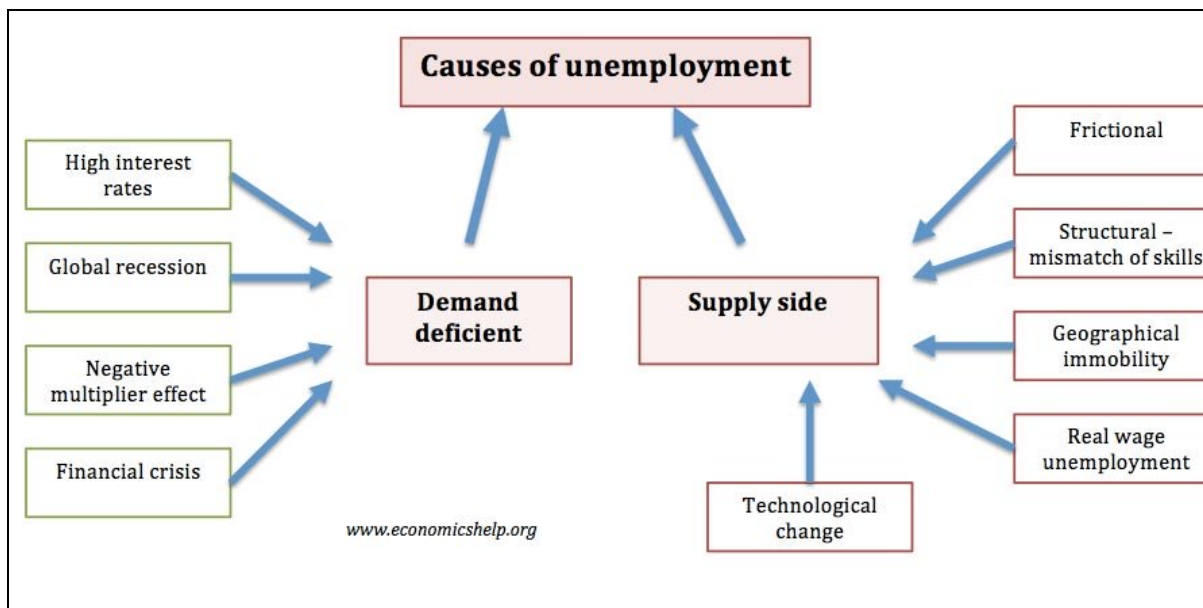 Causes of unemployment
High interest
rates
Global recession
Negative
multiplier effect
Financial crisis
Demand
deficient
Supply side
Frictional
Structural –
mismatch of skills
Geographical
immobility
Real wage
unemployment
Technological
change
www.economicshelp.org